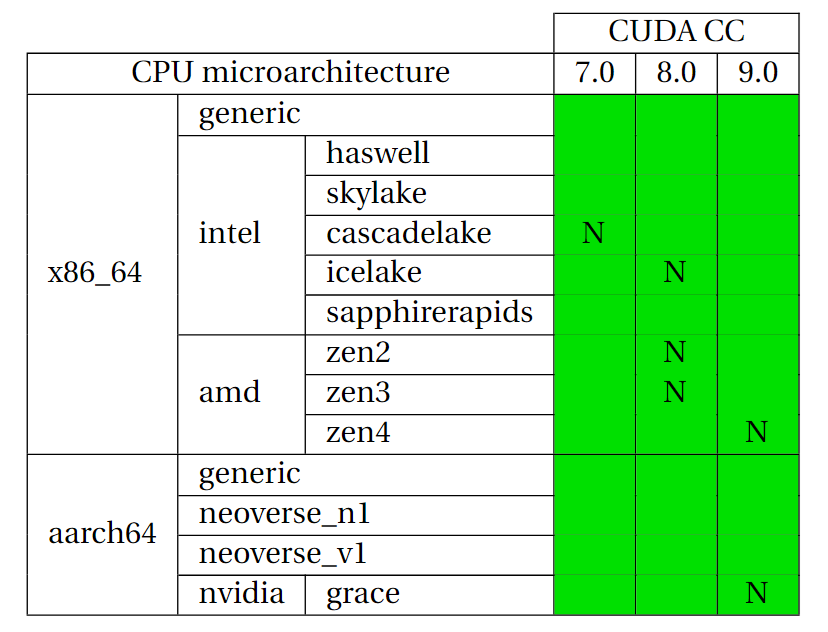 CUDA CC
CPU microarchitecture 7.0 8.0 9.0
generic
haswell
skylake
intel cascadelake N
x86_64 icelake N
sapphirerapids
zen2 N
amd zen3 N
zen4 N
generic
neoverse_n1
aarch64
neoverse_v1
nvidia grace N